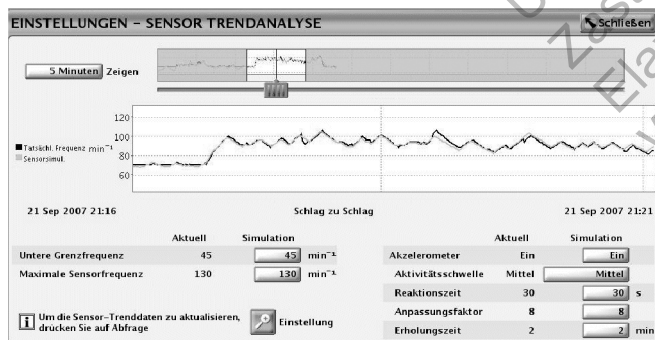 EINSTELLUNGEN – SENSOR TRENDANALYSE
Schließen
5 Minuten Zeigen
120
100
80
60
Tatsächl. Frequenz min⁻¹
Sensorsimul.
21 Sep 2007 21:16 Schlag zu Schlag 21 Sep 2007 21:21
Aktuell Simulation
Untere Grenzfrequenz 45 45 min⁻¹
Maximale Sensorfrequenz 130 130 min⁻¹
Aktuell Simulation
Akzelerometer Ein Ein
Aktivitätsschwelle Mittel Mittel
Reaktionszeit 30 30 s
Anpassungsfaktor 8 8
Erholungszeit 2 2 min
Um die Sensor-Trenddaten zu aktualisieren,
drücken Sie auf Abfrage
Einstellung